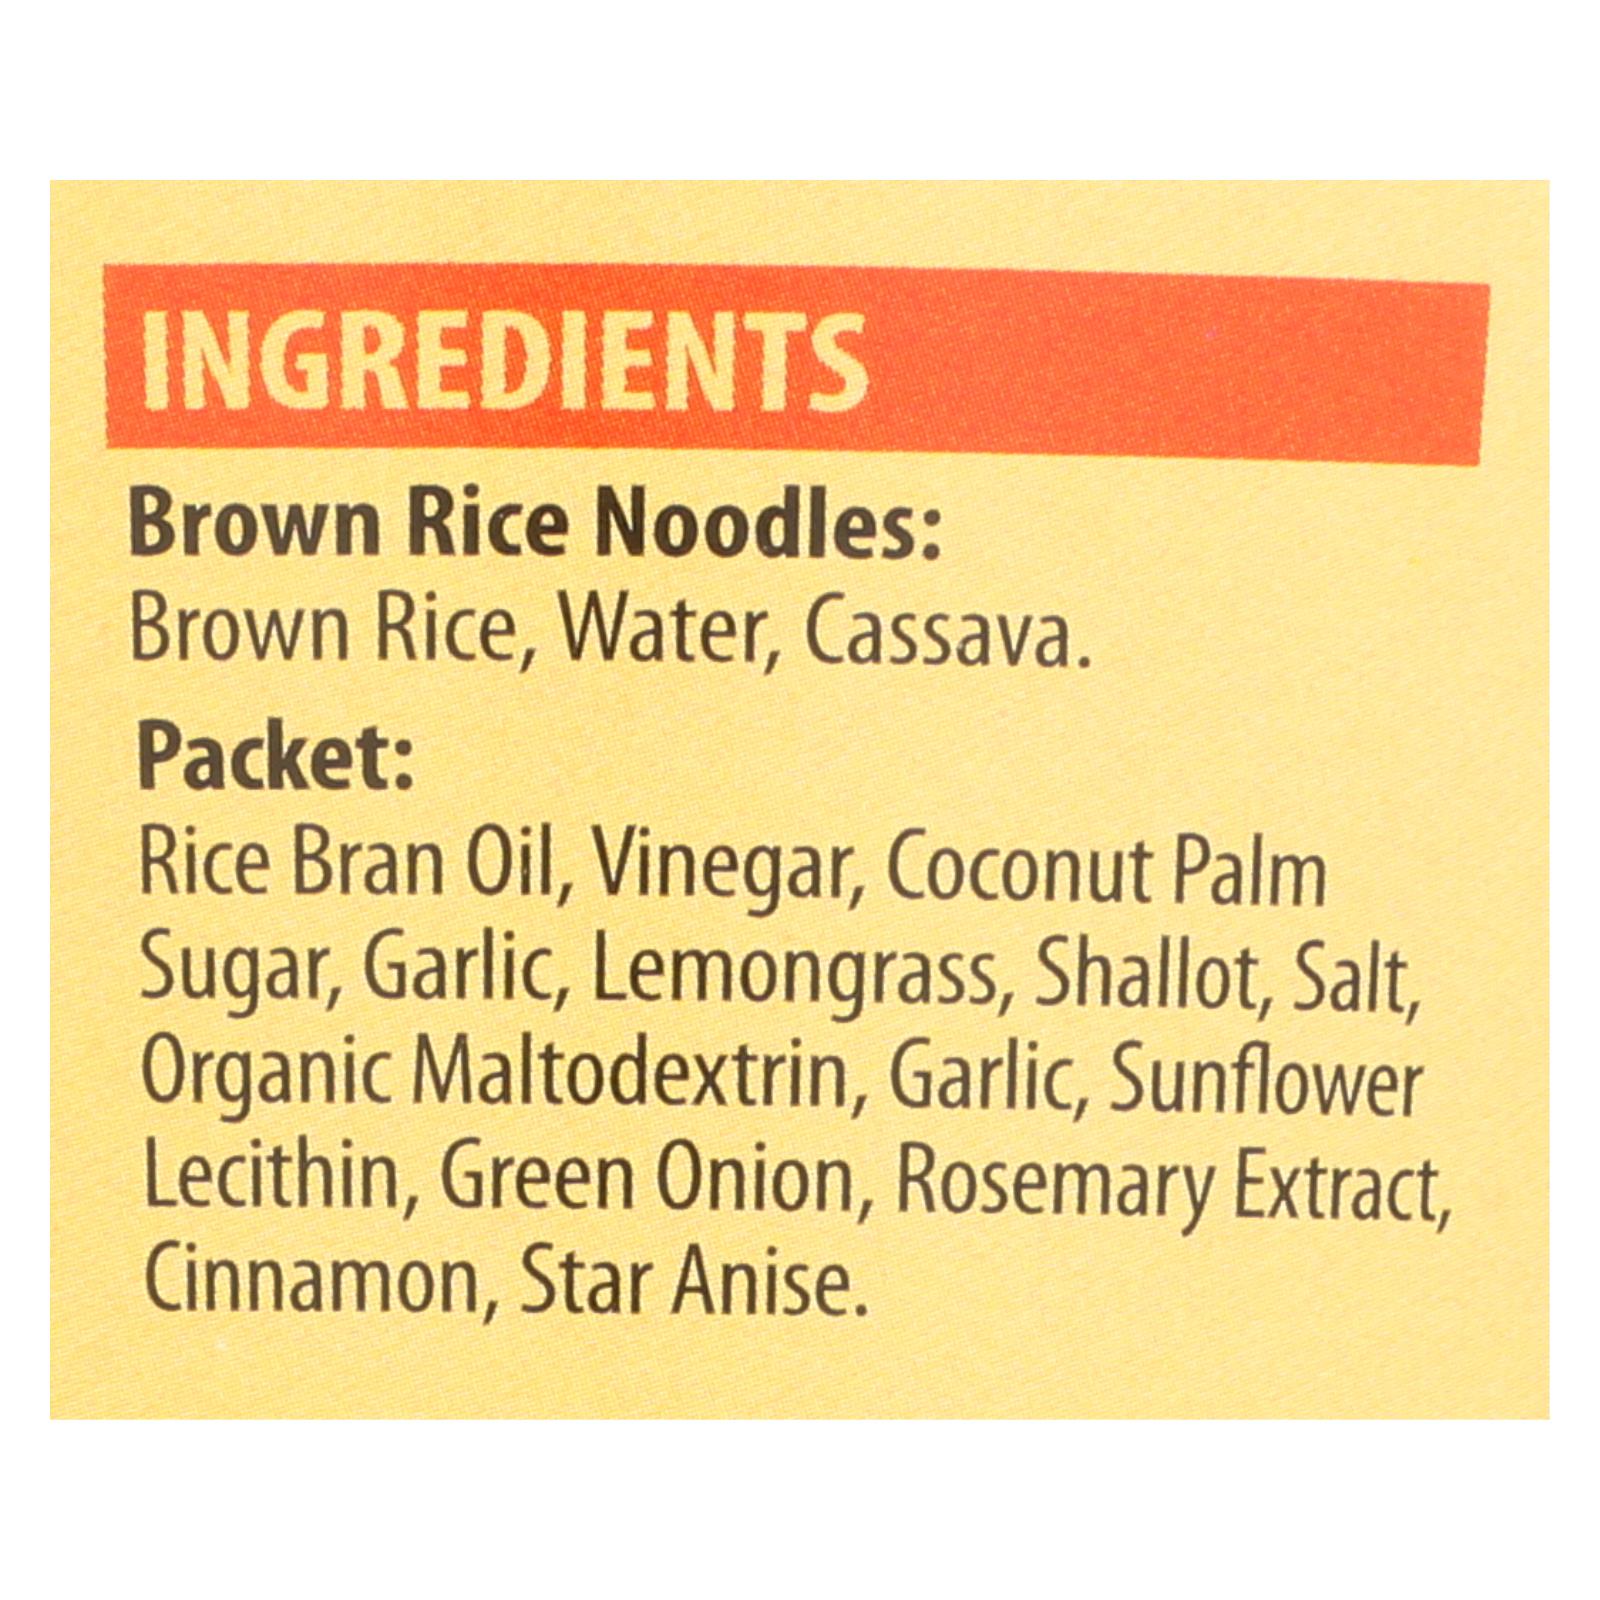 INGREDIENTS
Brown Rice Noodles:
Brown Rice, Water, Cassava.
Packet:
Rice Bran Oil, Vinegar, Coconut Palm
Sugar, Garlic, Lemongrass, Shallot, Salt,
Organic Maltodextrin, Garlic, Sunflower
Lecithin, Green Onion, Rosemary Extract,
Cinnamon, Star Anise.